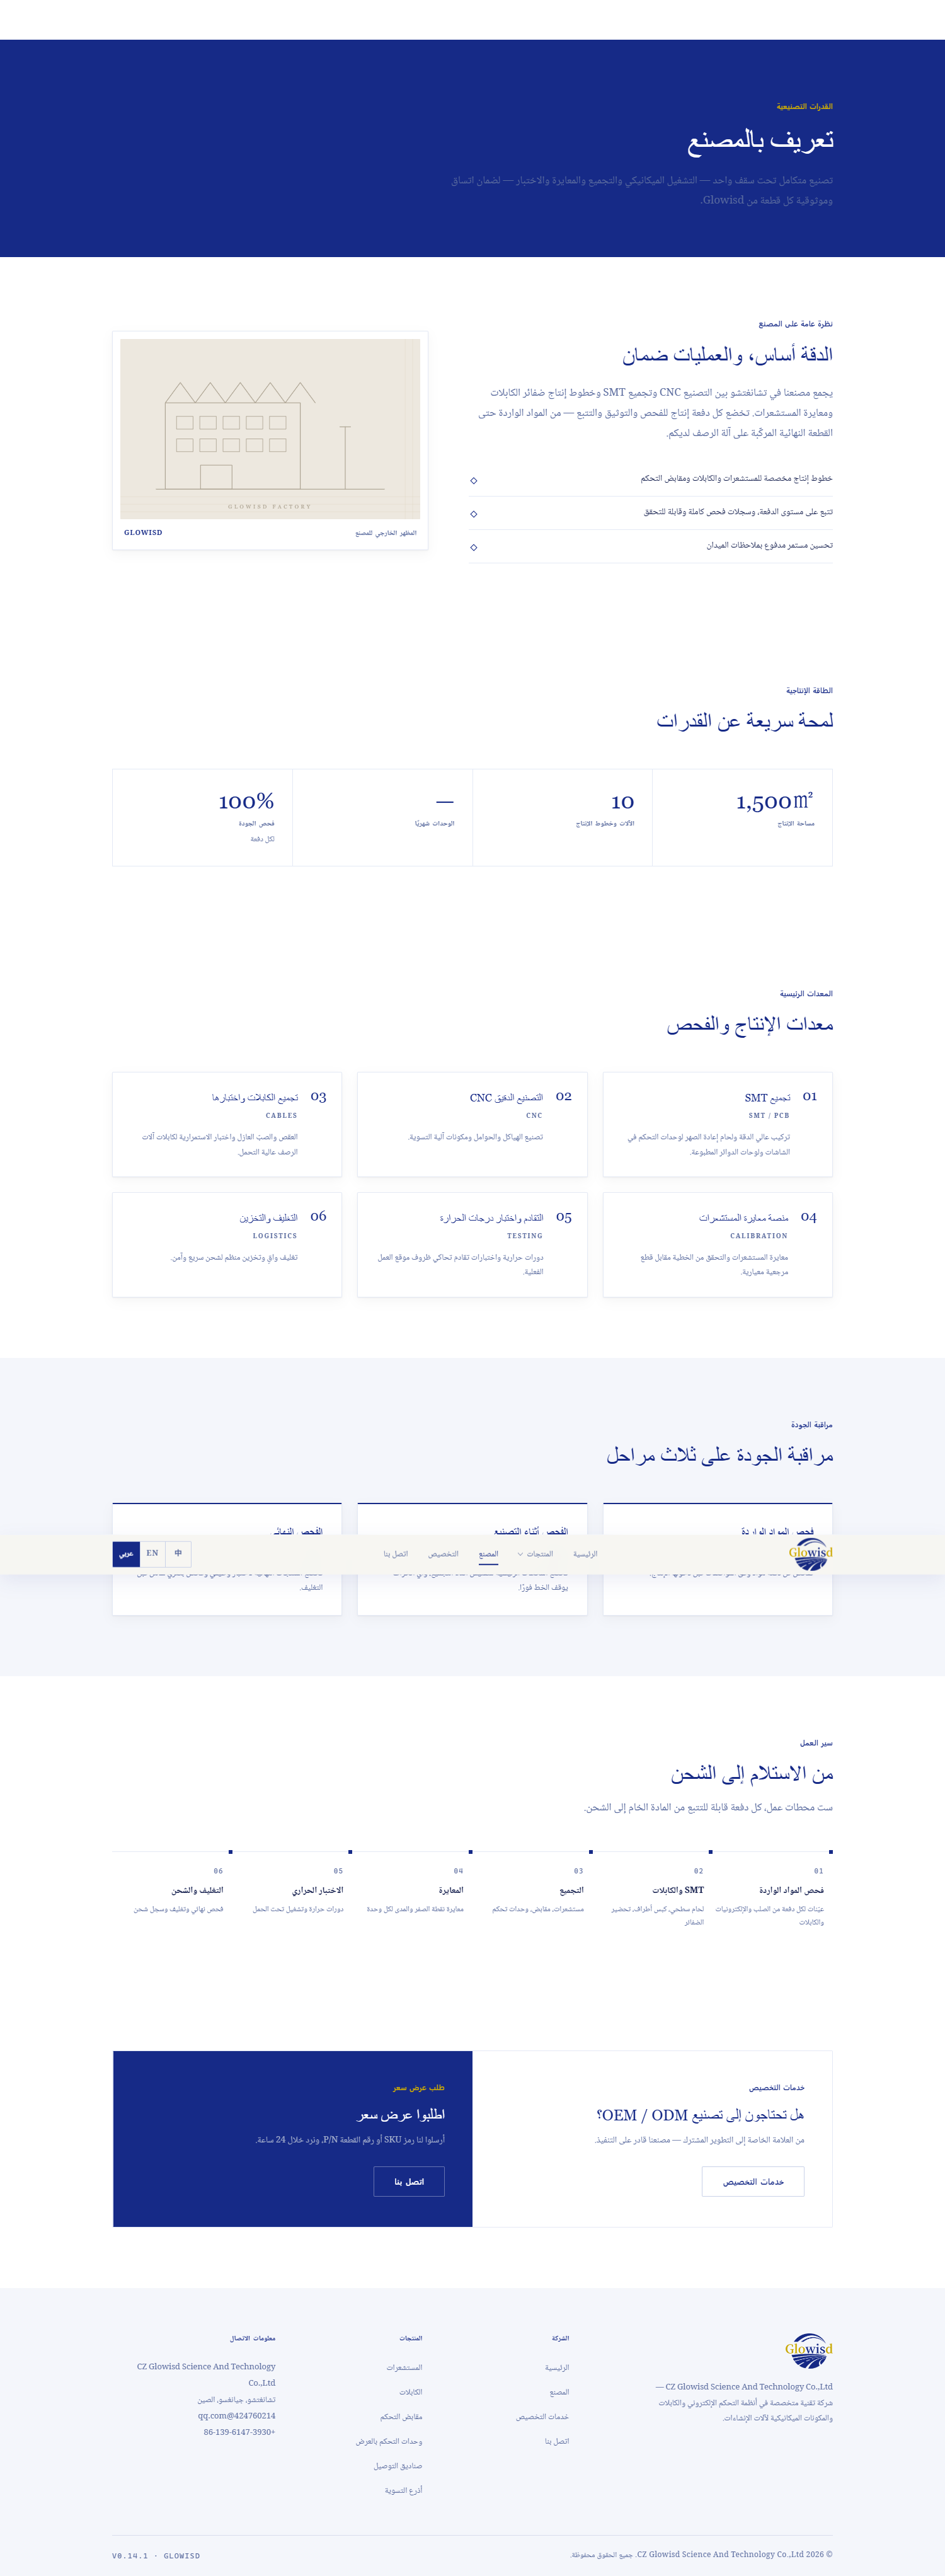 القدرات التصنيعية
تعريف بالمصنع
تصنيع متكامل تحت سقف واحد — التشغيل الميكانيكي والتجميع والمعايرة والاختبار — لضمان اتساق
وموثوقية كل قطعة من Glowisd.
نظرة عامة على المصنع
الدقة أساس، والعمليات ضمان
يجمع مصنعنا في تشانغتشو بين التصنيع CNC وتجميع SMT وخطوط إنتاج ضفائر الكابلات
ومعايرة المستشعرات. تخضع كل دفعة إنتاج للفحص والتوثيق والتتبع — من المواد الواردة حتى
القطعة النهائية المركّبة على آلة الرصف لديكم.
خطوط إنتاج مخصصة للمستشعرات والكابلات ومقابض التحكم
تتبع على مستوى الدفعة، وسجلات فحص كاملة وقابلة للتحقق
تحسين مستمر مدفوع بملاحظات الميدان
GLOWISD FACTORY
المظهر الخارجي للمصنع
GLOWISD
الطاقة الإنتاجية
لمحة سريعة عن القدرات
1,500㎡
مساحة الإنتاج
10
الآلات وخطوط الإنتاج
—
الوحدات شهريًا
100%
فحص الجودة
لكل دفعة
المعدات الرئيسية
معدات الإنتاج والفحص
01
تجميع SMT
SMT / PCB
تركيب عالي الدقة ولحام إعادة الصهر لوحدات التحكم في
الشاشات ولوحات الدوائر المطبوعة.
02
التصنيع الدقيق CNC
CNC
تصنيع الهياكل والحوامل ومكونات آلية التسوية.
03
تجميع الكابلات واختبارها
CABLES
العقص والصبّ العازل واختبار الاستمرارية لكابلات آلات
الرصف عالية التحمل.
04
منصة معايرة المستشعرات
CALIBRATION
معايرة المستشعرات والتحقق من الخطية مقابل قطع
مرجعية معيارية.
05
التقادم واختبار درجات الحرارة
TESTING
دورات حرارية واختبارات تقادم تحاكي ظروف موقع العمل
الفعلية.
06
التغليف والتخزين
LOGISTICS
تغليف واقٍ وتخزين منظم لشحن سريع وآمن.
مراقبة الجودة
مراقبة الجودة على ثلاث مراحل
فحص المواد الواردة
الفحص أثناء التصنيع
الفحص النهائي
Glowisd
الرئيسية
المنتجات
المصنع
التخصيص
اتصل بنا
中
EN
عربي
يوقف الخط فورًا.
التغليف.
سير العمل
من الاستلام إلى الشحن
ست محطات عمل، كل دفعة قابلة للتتبع من المادة الخام إلى الشحن.
01
فحص المواد الواردة
عيّنات لكل دفعة من الصلب والإلكترونيات
والكابلات
02
SMT والكابلات
لحام سطحي، كبس أطراف، تحضير
الضفائر
03
التجميع
مستشعرات، مقابض، وحدات تحكم
04
المعايرة
معايرة نقطة الصفر والمدى لكل وحدة
05
الاختبار الحراري
دورات حرارة وتشغيل تحت الحمل
06
التغليف والشحن
فحص نهائي وتغليف وسجل شحن
خدمات التخصيص
هل تحتاجون إلى تصنيع OEM / ODM؟
من العلامة الخاصة إلى التطوير المشترك — مصنعنا قادر على التنفيذ.
خدمات التخصيص
طلب عرض سعر
اطلبوا عرض سعر
أرسلوا لنا رمز SKU أو رقم القطعة P/N، ونرد خلال 24 ساعة.
اتصل بنا
Glowisd
CZ Glowisd Science And Technology Co.,Ltd —
شركة تقنية متخصصة في أنظمة التحكم الإلكتروني والكابلات
والمكونات الميكانيكية لآلات الإنشاءات.
الشركة
الرئيسية
المصنع
خدمات التخصيص
اتصل بنا
المنتجات
المستشعرات
الكابلات
مقابض التحكم
وحدات التحكم بالعرض
صناديق التوصيل
أذرع التسوية
معلومات الاتصال
CZ Glowisd Science And Technology
Co.,Ltd
تشانغتشو، جيانغسو، الصين
qq.com@424760214
86-139-6147-3930+
© 2026 CZ Glowisd Science And Technology Co.,Ltd. جميع الحقوق محفوظة.
V0.14.1 · GLOWISD